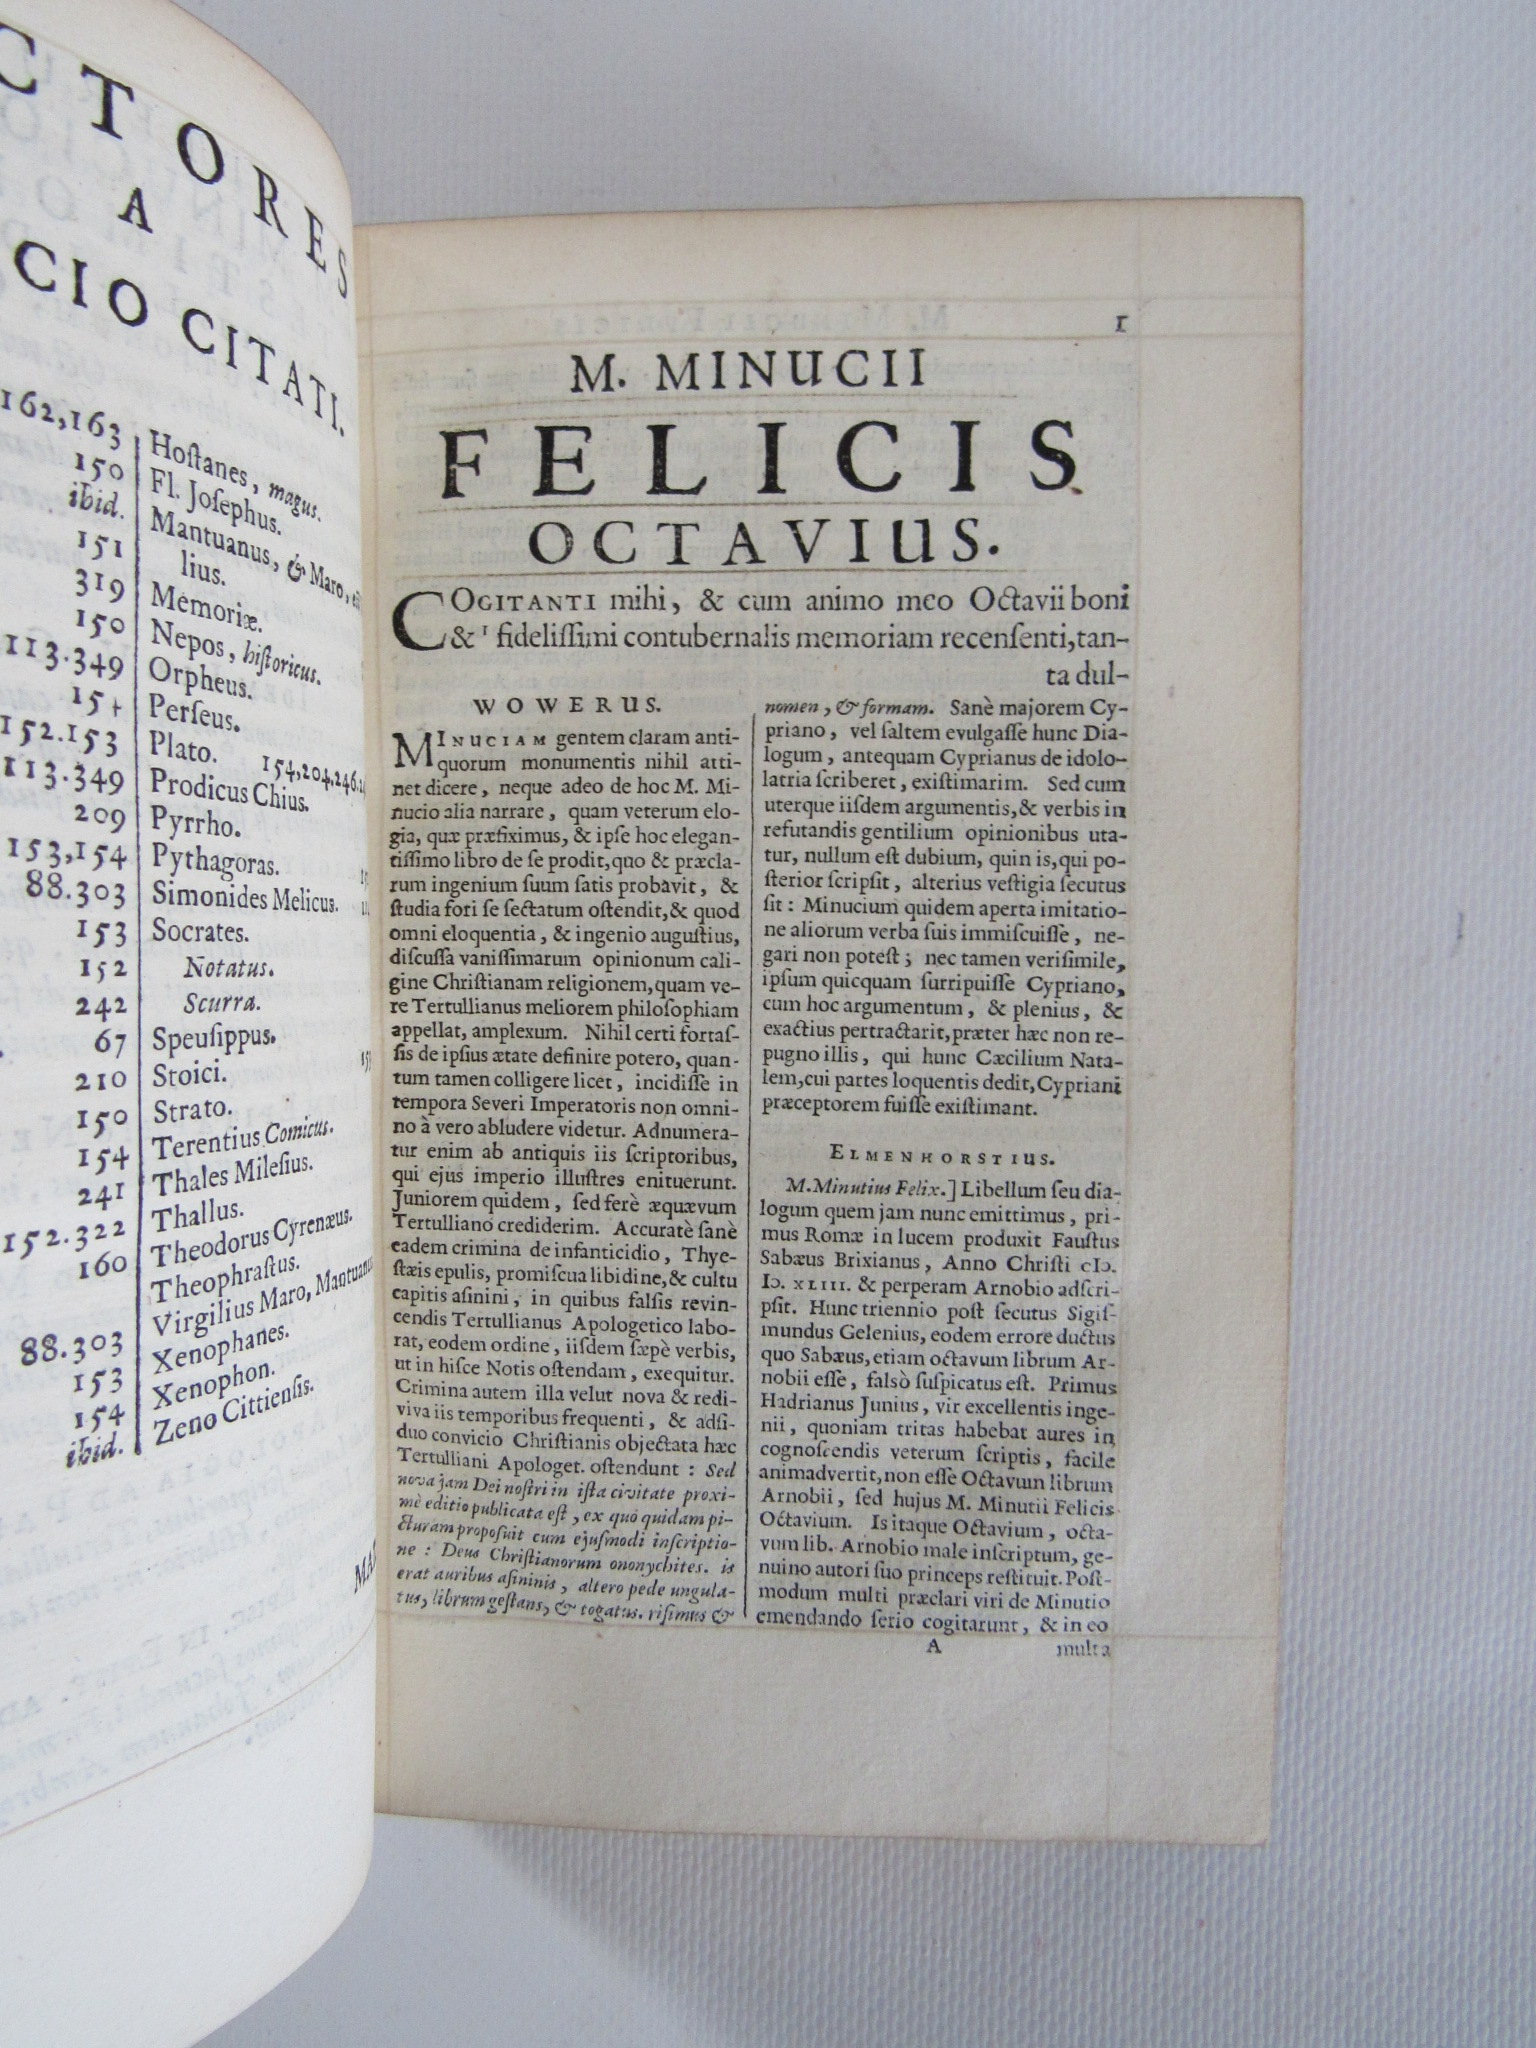 CTORES
A
CIO CITATI.
162,163
150
ibid.
151
319
150
113.349
152.153
113.349
209
153,154
88.303
153
152
242
67
210
150
154
241
152.322
160
88.303
153
154
ibid.
Hoſtanes, magus.
Fl. Joſephus.
Mantuanus, & Maro,
lius.
Memoriæ.
Nepos, hiſtoricus.
Orpheus.
Perſeus.
Plato. 154,204.246.
Prodicus Chius.
Pyrrho.
Pythagoras.
Simonides Melicus.
Socrates.
Notatus.
Scurra.
Speuſippus.
Stoici.
Strato.
Terentius Comicus.
Thales Mileſius.
Thallus.
Theodorus Cyrenæus.
Theophraſtus.
Virgilius Maro, Mantuanus
Xenophanes.
Xenophon.
Zeno Cittienſis.
1
M. MINUCII
FELICIS
OCTAVIUS.
COGITANTI mihi, & cum animo meo Octavii boni
& ¹ fideliſſimi contubernalis memoriam recenſenti, tan-
ta dul-
WOWERUS.
MINUCIAM gentem claram anti-
quorum monumentis nihil atti-
net dicere, neque adeo de hoc M. Mi-
nucio alia narrare, quam veterum elo-
gia, quæ præfiximus, & ipſe hoc elegan-
tiſſimo libro de ſe prodit, quo & præcla-
rum ingenium ſuum ſatis probavit, &
ſtudia fori ſe ſectatum oſtendit, & quod
omni eloquentia, & ingenio auguſtius,
diſcuſſa vaniſſimarum opinionum cali-
gine Chriſtianam religionem, quam ve-
re Tertullianus meliorem philoſophiam
appellat, amplexum. Nihil certi fortaſ-
ſis de ipſius ætate definire potero, quan-
tum tamen colligere licet, incidiſſe in
tempora Severi Imperatoris non omni-
no à vero abludere videtur. Adnumera-
tur enim ab antiquis iis ſcriptoribus,
qui ejus imperio illuſtres enituerunt.
Juniorem quidem, ſed ferè æquævum
Tertulliano crediderim. Accuratè ſanè
eadem crimina de infanticidio, Thye-
ſtæis epulis, promiſcua libidine, & cultu
capitis aſinini, in quibus falſis revin-
cendis Tertullianus Apologetico labo-
rat, eodem ordine, iiſdem ſæpè verbis,
ut in hiſce Notis oſtendam, exequitur.
Crimina autem illa velut nova & redi-
viva iis temporibus frequenti, & adſi-
duo convicio Chriſtianis objectata hæc
Tertulliani Apologet. oſtendunt : Sed
nova jam Dei noſtri in iſta civitate proxi-
mè editio publicata eſt, ex quo quidam pi-
cturam propoſuit cum ejuſmodi inſcriptio-
ne : Deus Chriſtianorum ononychites. is
erat auribus aſininis, altero pede ungula-
tus, librum geſtans, & togatus. riſimus &
nomen, & formam. Sanè majorem Cy-
priano, vel ſaltem evulgaſſe hunc Dia-
logum, antequam Cyprianus de idolo-
latria ſcriberet, exiſtimarim. Sed cum
uterque iiſdem argumentis, & verbis in
refutandis gentilium opinionibus uta-
tur, nullum eſt dubium, quin is, qui po-
ſterior ſcripſit, alterius veſtigia ſecutus
ſit : Minucium quidem aperta imitatio-
ne aliorum verba ſuis immiſcuiſſe, ne-
gari non poteſt ; nec tamen veriſimile,
ipſum quicquam ſurripuiſſe Cypriano,
cum hoc argumentum, & plenius, &
exactius pertractarit, præter hæc non re-
pugno illis, qui hunc Cæcilium Nata-
lem, cui partes loquentis dedit, Cypriani
præceptorem fuiſſe exiſtimant.
ELMENHORSTIUS.
M. Minutius Felix.] Libellum ſeu dia-
logum quem jam nunc emittimus, pri-
mus Romæ in lucem produxit Fauſtus
Sabæus Brixianus, Anno Chriſti cIↄ.
Iↄ. XLIII. & perperam Arnobio adſcri-
pſit. Hunc triennio poſt ſecutus Sigiſ-
mundus Gelenius, eodem errore ductus
quo Sabæus, etiam octavum librum Ar-
nobii eſſe, falsò ſuſpicatus eſt. Primus
Hadrianus Junius, vir excellentis inge-
nii, quoniam tritas habebat aures in
cognoſcendis veterum ſcriptis, facile
animadvertit, non eſſe Octavum librum
Arnobii, ſed hujus M. Minutii Felicis
Octavium. Is itaque Octavium, octa-
vum lib. Arnobio male inſcriptum, ge-
nuino autori ſuo princeps reſtituit. Poſt-
modum multi præclari viri de Minutio
emendando ſerio cogitarunt, & in eo
A
multa